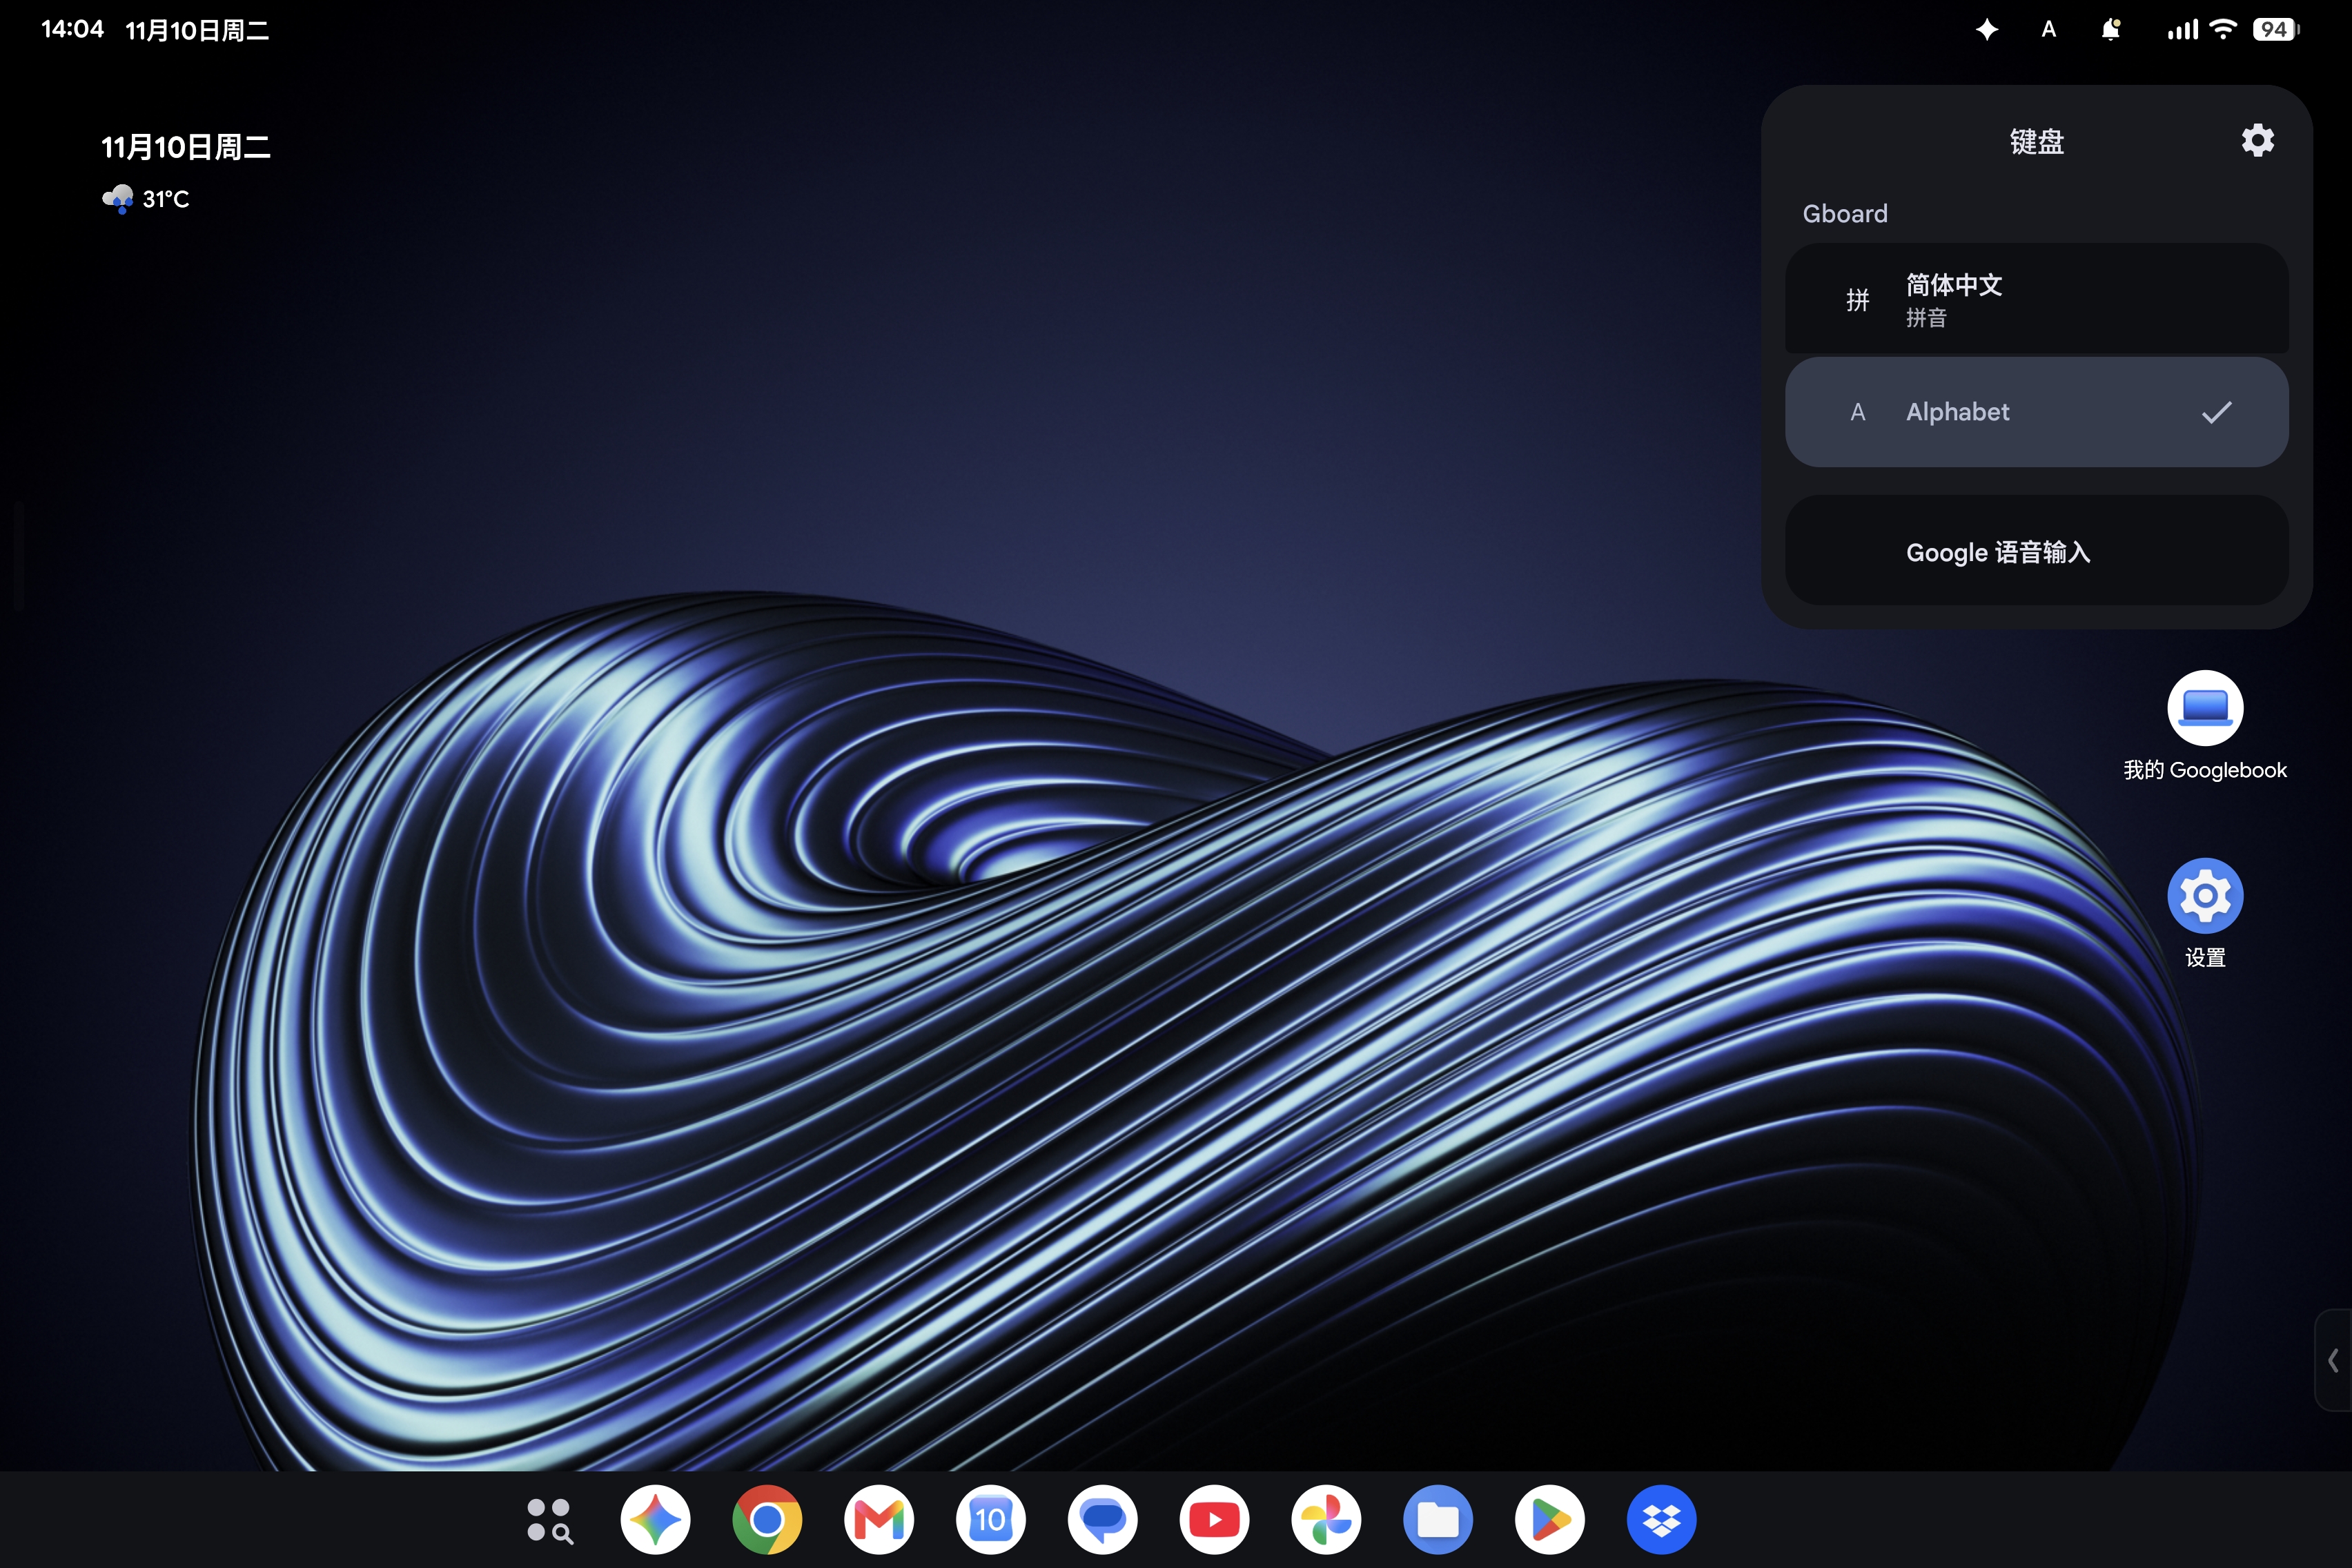 14:04 11月10日周二
A
94
11月10日周二
31°C
键盘
Gboard
拼 简体中文
拼音
A Alphabet
Google 语音输入
我的 Googlebook
设置
10